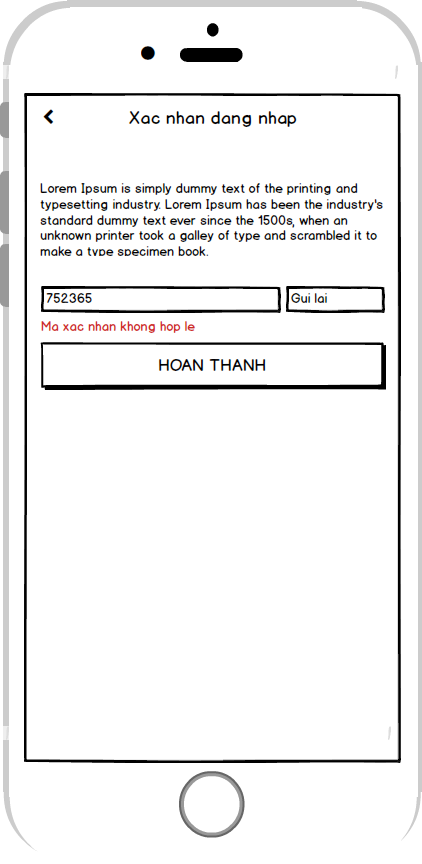 Xac nhan dang nhap
Lorem Ipsum is simply dummy text of the printing and
typesetting industry. Lorem Ipsum has been the industry's
standard dummy text ever since the 1500s, when an
unknown printer took a galley of type and scrambled it to
make a type specimen book.
752365 Gui lai
Ma xac nhan khong hop le
HOAN THANH